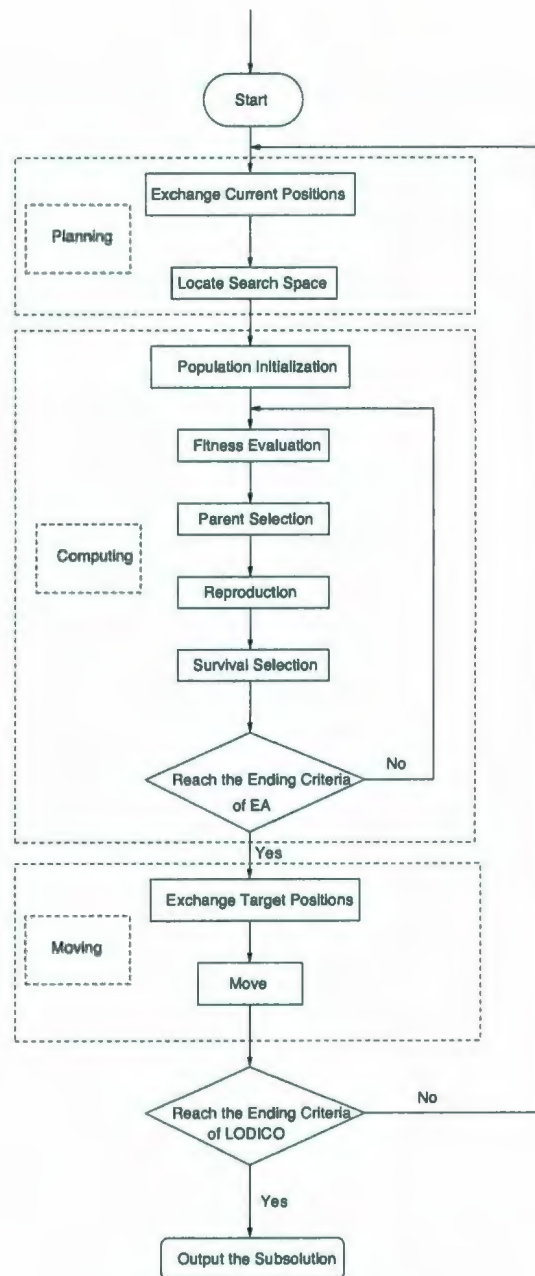 Start
Exchange Current Positions
Planning
Locate Search Space
Population Initialization
Fitness Evaluation
Parent Selection
Computing
Reproduction
Survival Selection
No
Reach the Ending Criteria
of EA
Yes
Exchange Target Positions
Moving
Move
No
Reach the Ending Criteria
of LODICO
Yes
Output the Subsolution